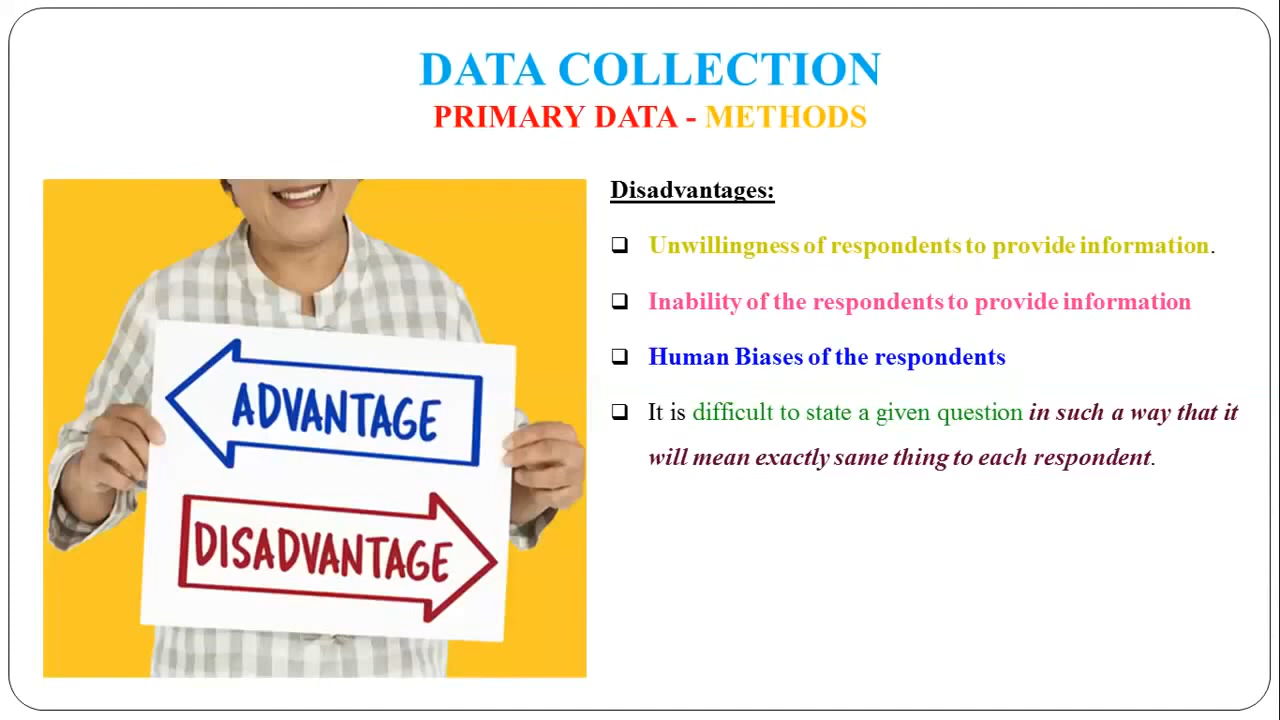 DATA COLLECTION
PRIMARY DATA - METHODS
ADVANTAGE
DISADVANTAGE
Disadvantages:
Unwillingness of respondents to provide information.
Inability of the respondents to provide information
Human Biases of the respondents
It is difficult to state a given question in such a way that it
will mean exactly same thing to each respondent.